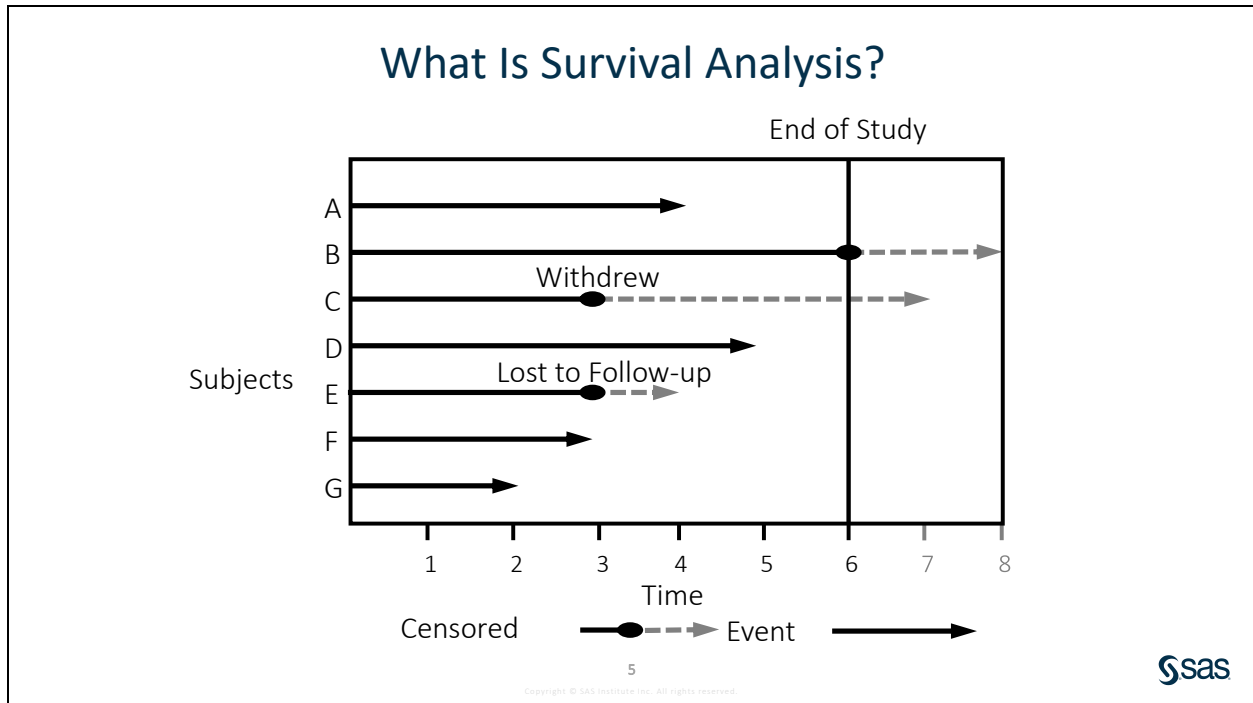 What Is Survival Analysis?
End of Study
A
B
Withdrew
C
D
Subjects
Lost to Follow-up
E
F
G
1 2 3 4 5 6 7 8
Time
Censored Event
5
Copyright © SAS Institute Inc. All rights reserved.
sas